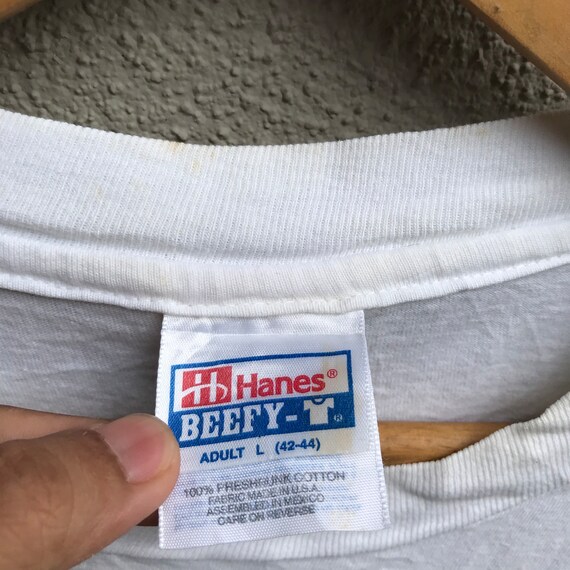 Hanes®
BEEFY-T®
ADULT L (42-44)
100% PRESHRUNK COTTON
FABRIC MADE IN U.S.A.
ASSEMBLED IN MEXICO
CARE ON REVERSE